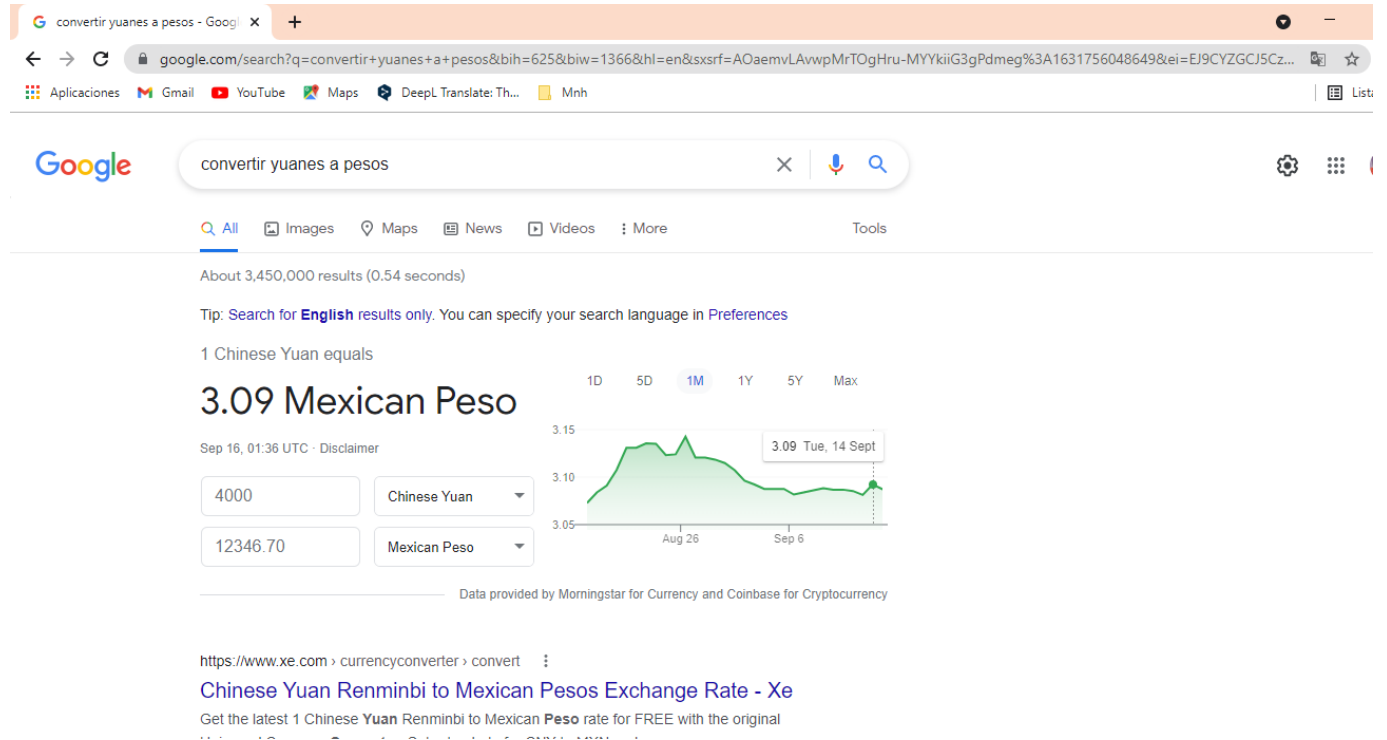 convertir yuanes a pesos - Goog
google.com/search?q=convertir+yuanes+a+pesos&bih=625&biw=1366&hl=en&sxsrf=AOaemvLAvwpMrTOgHru-MYYkiiG3gPdmeg%3A1631756048649&ei=EJ9CYZGCJ5Cz...
Aplicaciones Gmail YouTube Maps DeepL Translate: Th... Mnh Lista
Google convertir yuanes a pesos
All Images Maps News Videos More Tools
About 3,450,000 results (0.54 seconds)
Tip: Search for English results only. You can specify your search language in Preferences
1 Chinese Yuan equals
3.09 Mexican Peso
Sep 16, 01:36 UTC · Disclaimer
4000 Chinese Yuan
12346.70 Mexican Peso
1D 5D 1M 1Y 5Y Max
3.15
3.09 Tue, 14 Sept
3.10
3.05
Aug 26 Sep 6
Data provided by Morningstar for Currency and Coinbase for Cryptocurrency
https://www.xe.com › currencyconverter › convert
Chinese Yuan Renminbi to Mexican Pesos Exchange Rate - Xe
Get the latest 1 Chinese Yuan Renminbi to Mexican Peso rate for FREE with the original